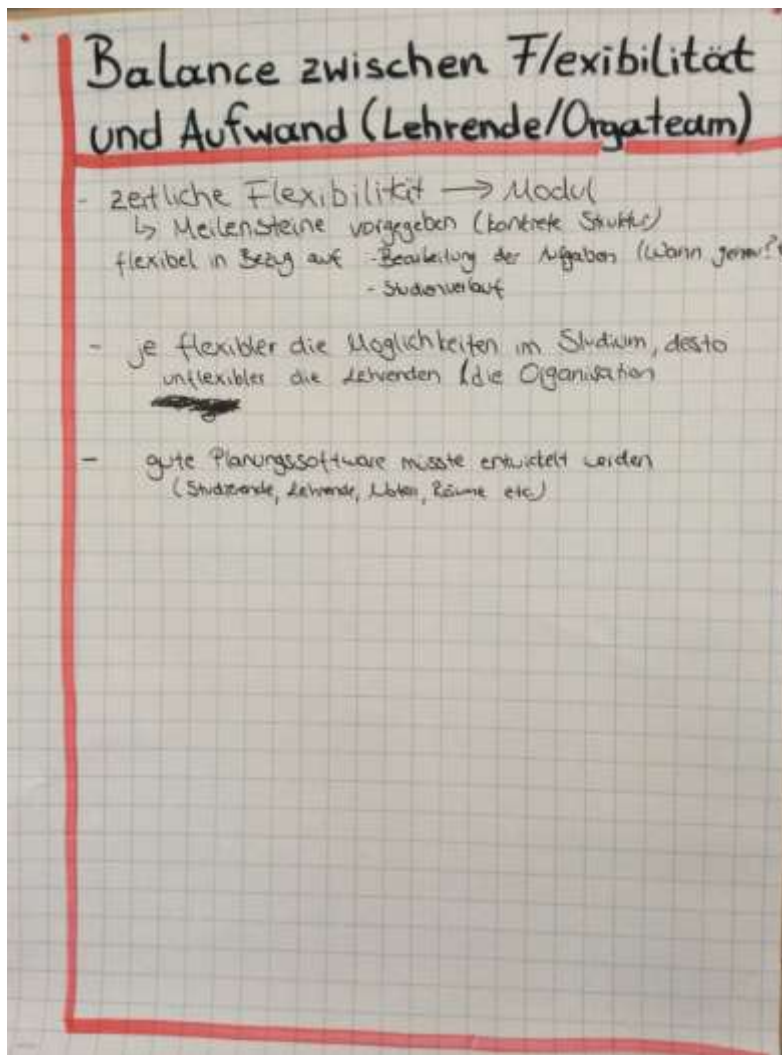 Balance zwischen Flexibilität
und Aufwand (Lehrende/Orgateam)
- zeitliche Flexibilität → Modul
↳ Meilensteine vorgegeben (konkrete Struktur)
flexibel in Bezug auf - Bearbeitung der Aufgaben (Wann genau?
- Studienverlauf
- je flexibler die Möglichkeiten im Studium, desto
unflexibler die Lehrenden / die Organisation
- gute Planungssoftware müsste entwickelt werden
(Studierende, Lehrende, Noten, Räume etc)